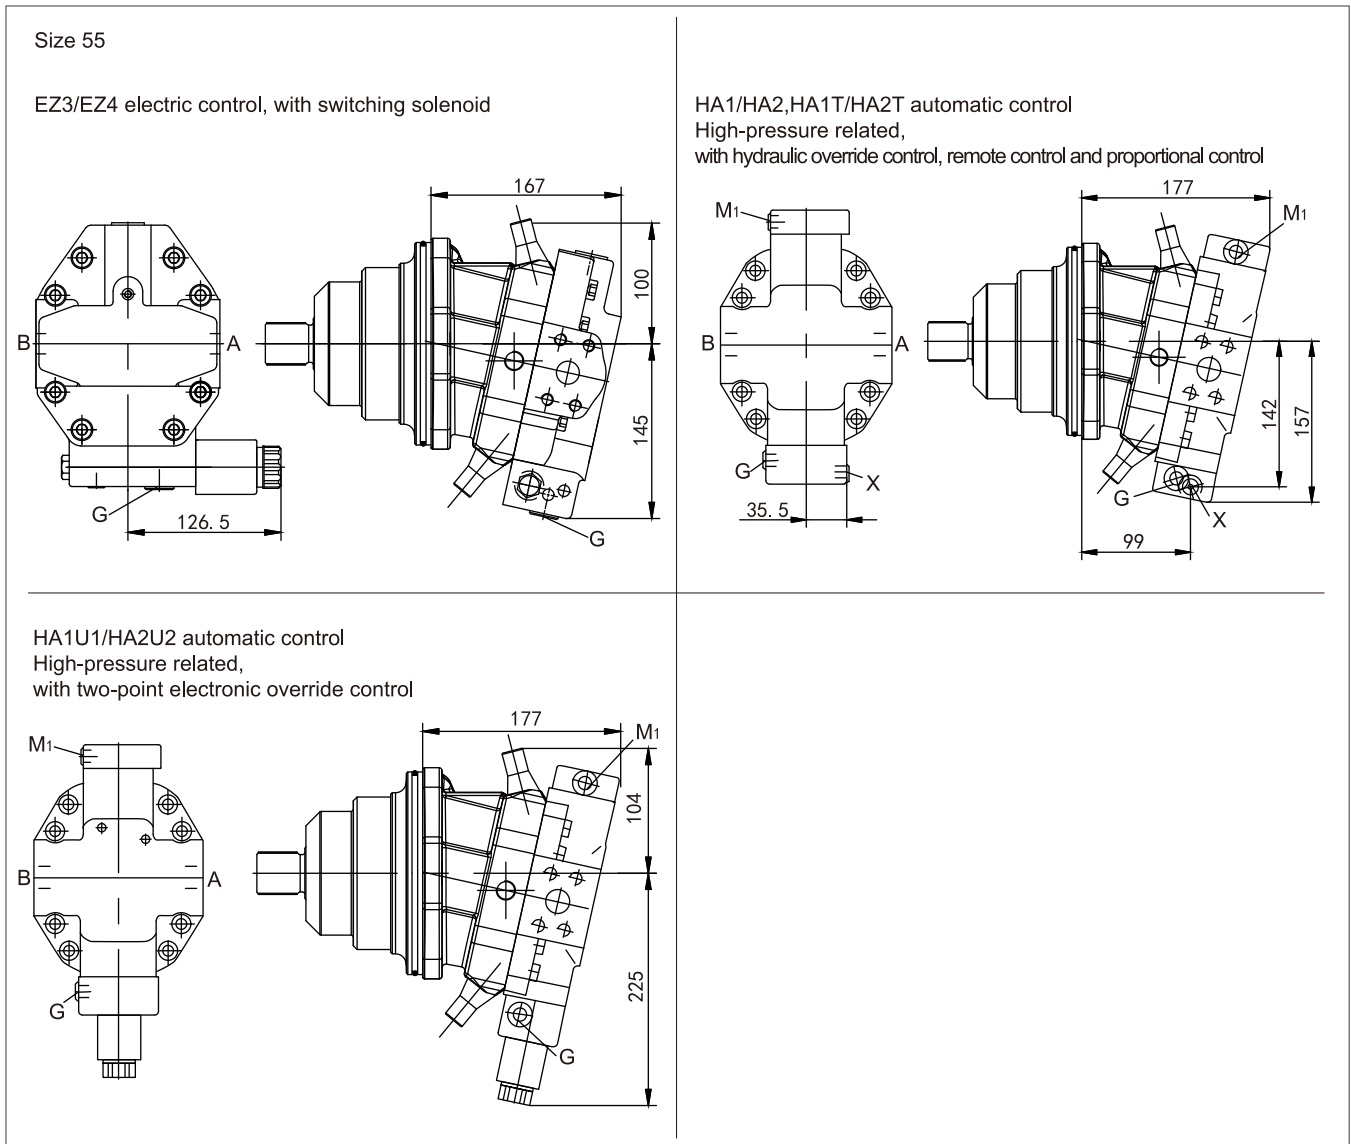 Size 55
EZ3/EZ4 electric control, with switching solenoid
167
100
B
A
145
G
126. 5
G
HA1/HA2,HA1T/HA2T automatic control
High-pressure related,
with hydraulic override control, remote control and proportional control
M1
177
M1
B
A
142
157
G
X
G
X
35. 5
99
HA1U1/HA2U2 automatic control
High-pressure related,
with two-point electronic override control
M1
177
M1
104
B
A
225
G
G